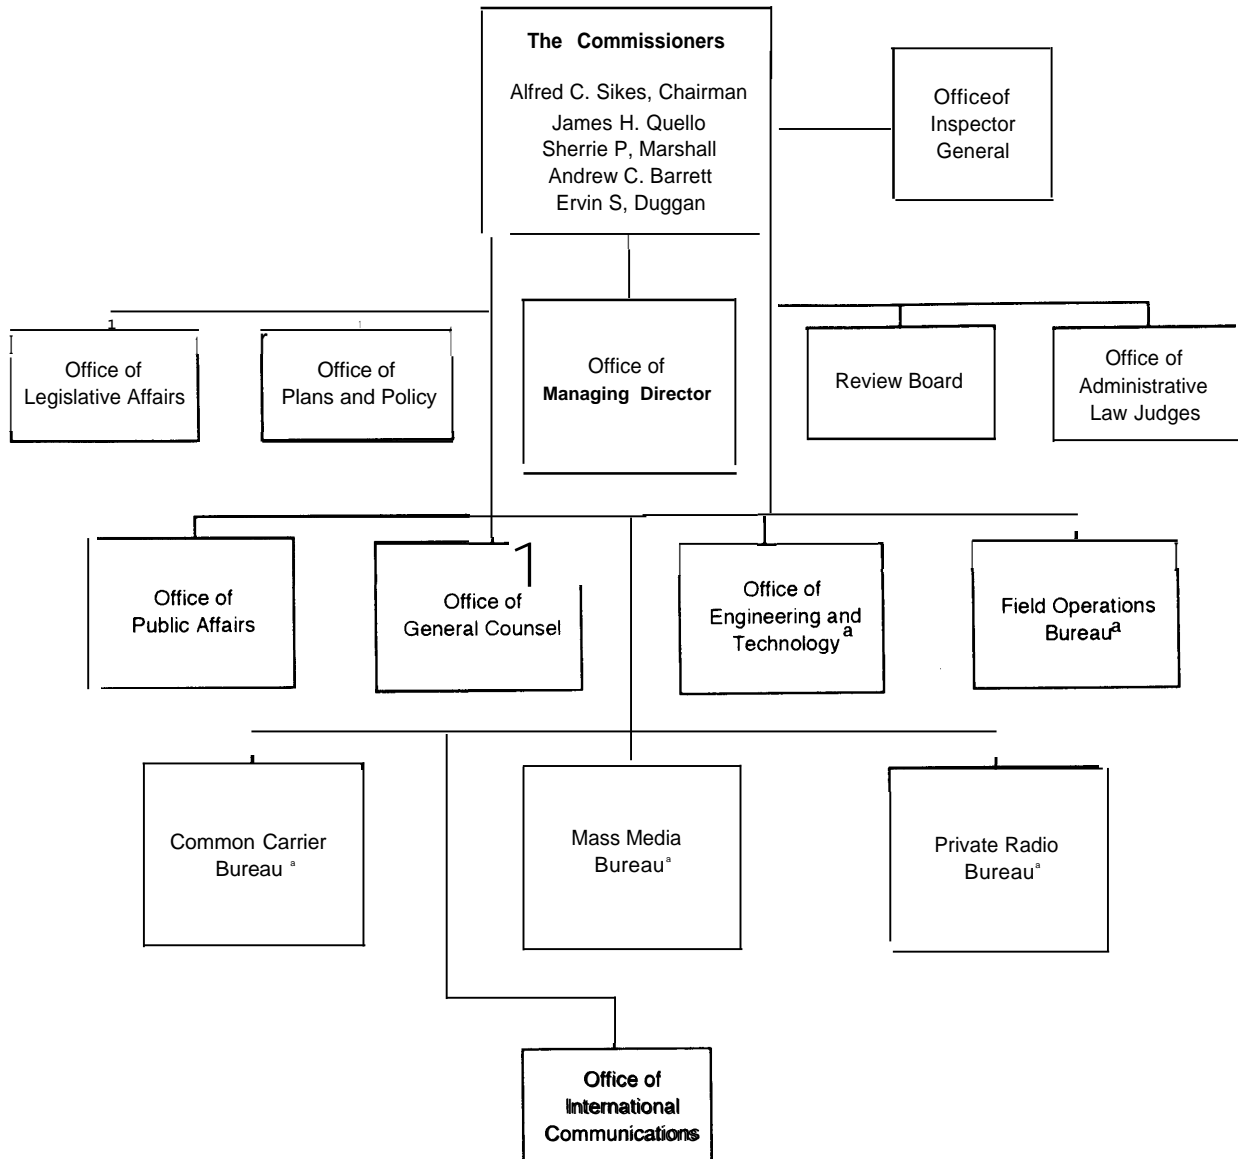 The Commissioners
Alfred C. Sikes, Chairman
James H. Quello
Sherrie P, Marshall
Andrew C. Barrett
Ervin S, Duggan
Officeof
Inspector
General
Office of
Legislative Affairs
Office of
Plans and Policy
Office of
Managing Director
Review Board
Office of
Administrative
Law Judges
Office of
Public Affairs
Office of
General Counsel
Office of
Engineering and
Technology a
Field Operations
Bureau a
Common Carrier
Bureau a
Mass Media
Bureau a
Private Radio
Bureau a
Office of
International
Communications